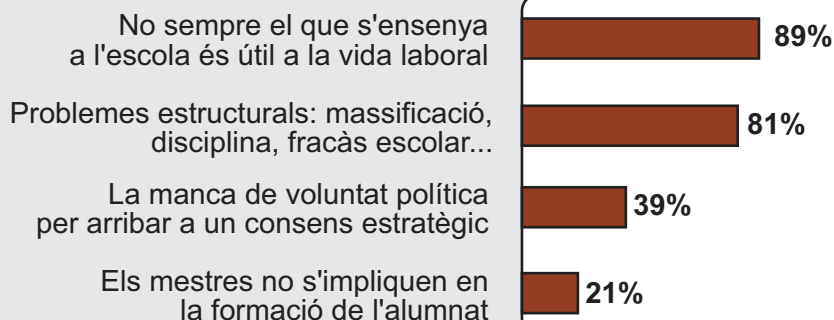 No sempre el que s'ensenya
a l'escola és útil a la vida laboral
89%
Problemes estructurals: massificació,
disciplina, fracàs escolar...
81%
La manca de voluntat política
per arribar a un consens estratègic
39%
Els mestres no s'impliquen en
la formació de l'alumnat
21%